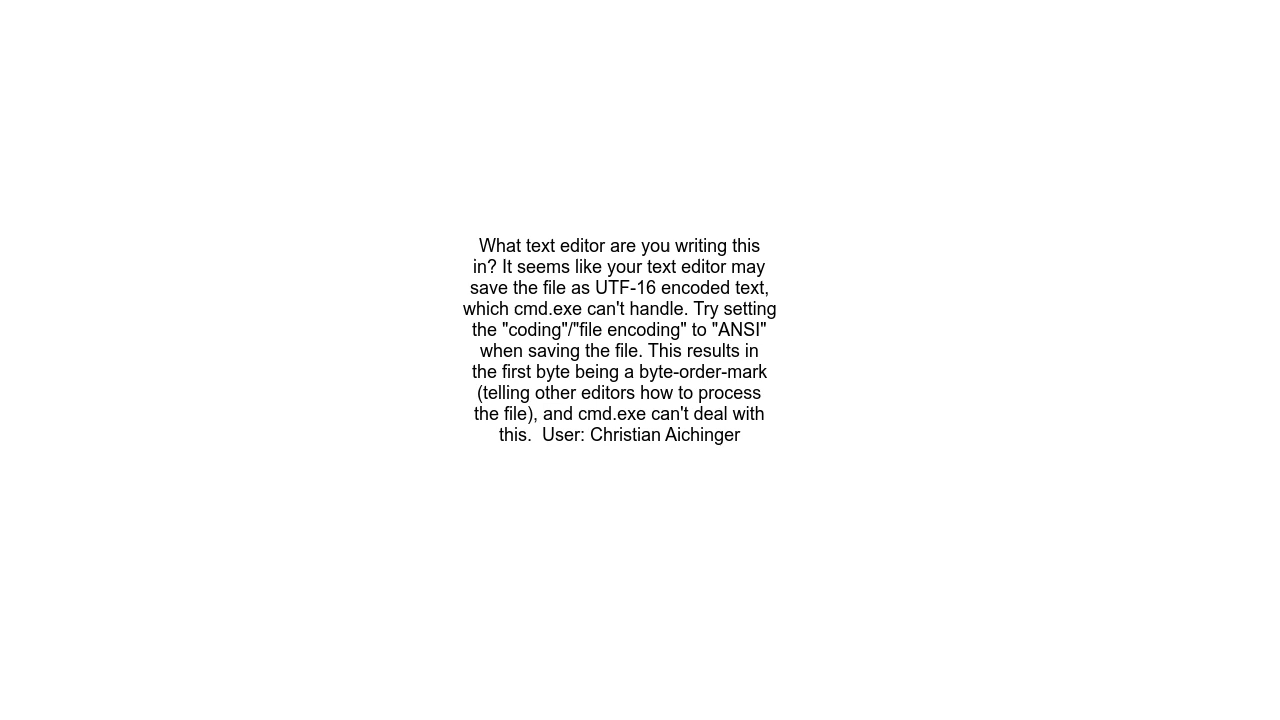 What text editor are you writing this
in? It seems like your text editor may
save the file as UTF-16 encoded text,
which cmd.exe can't handle. Try setting
the "coding"/"file encoding" to "ANSI"
when saving the file. This results in
the first byte being a byte-order-mark
(telling other editors how to process
the file), and cmd.exe can't deal with
this.  User: Christian Aichinger